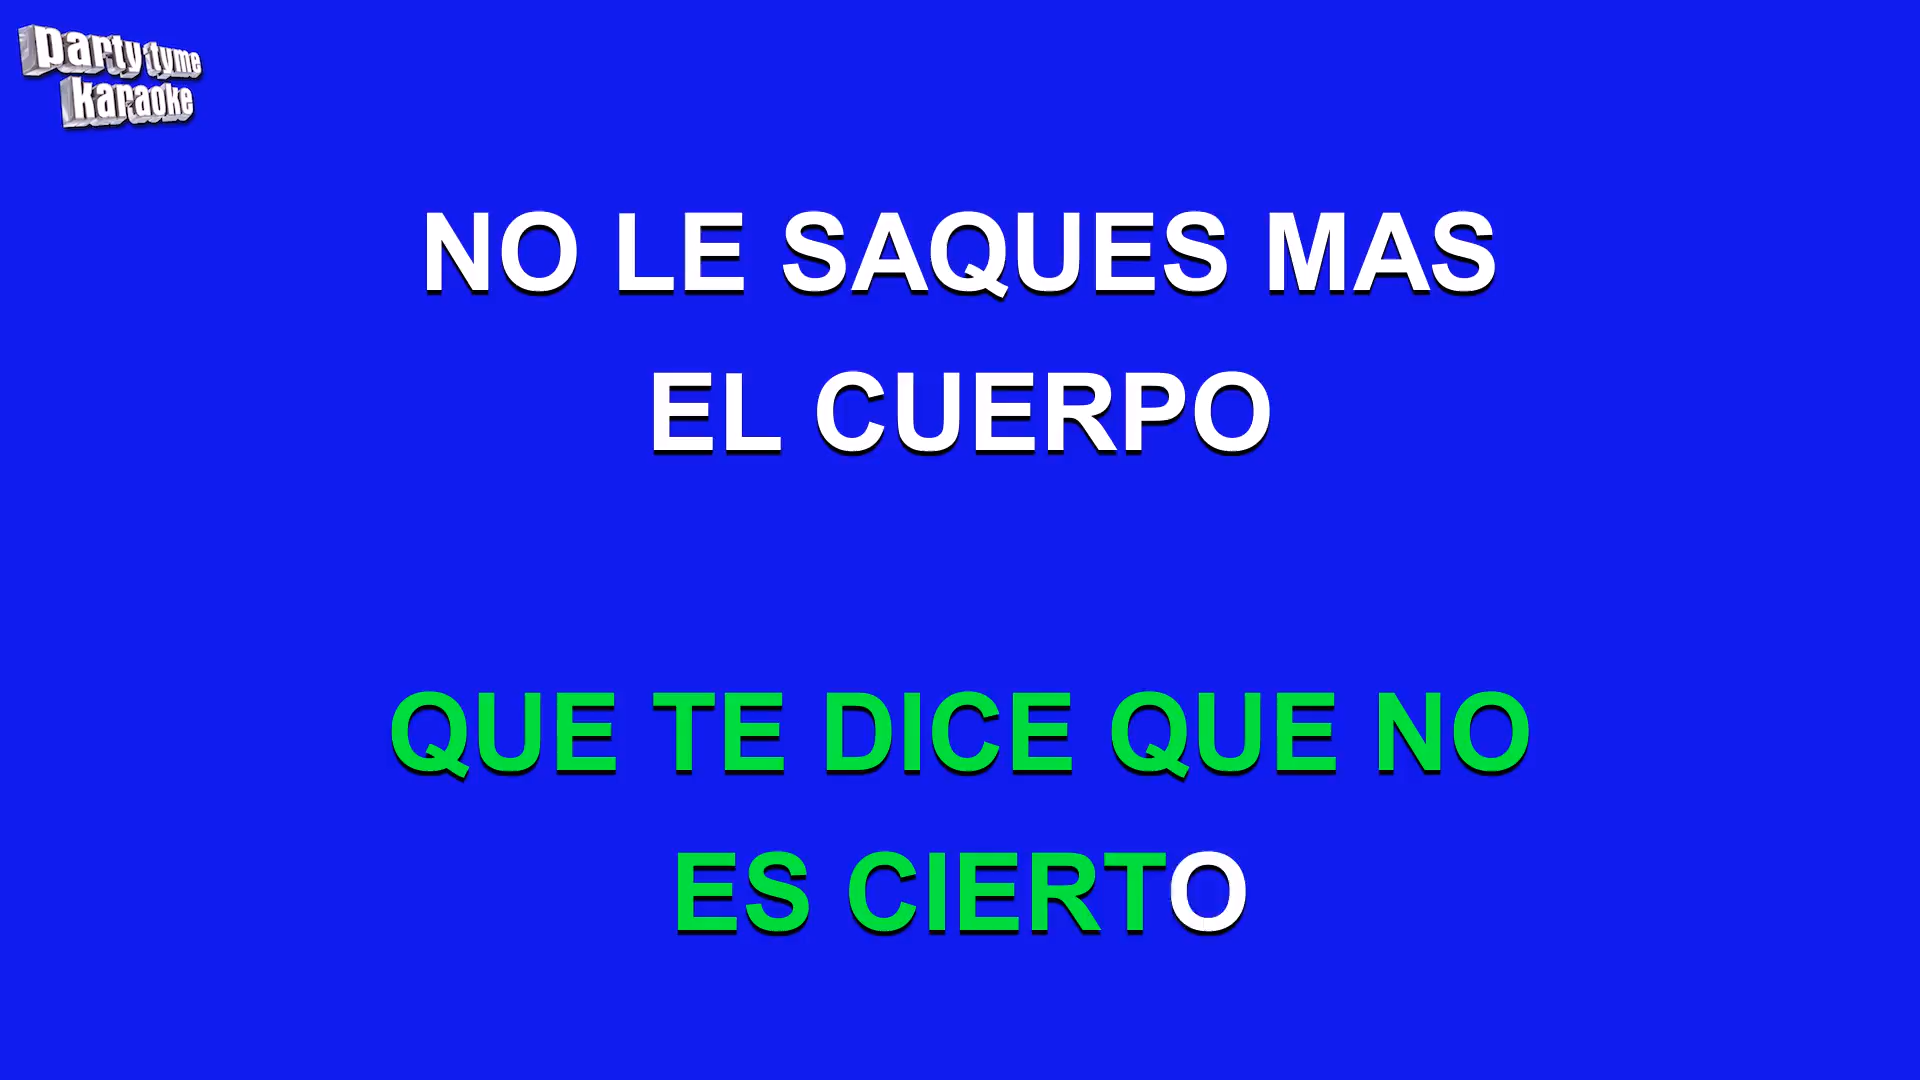 party tyme
karaoke
NO LE SAQUES MAS
EL CUERPO
QUE TE DICE QUE NO
ES CIERTO